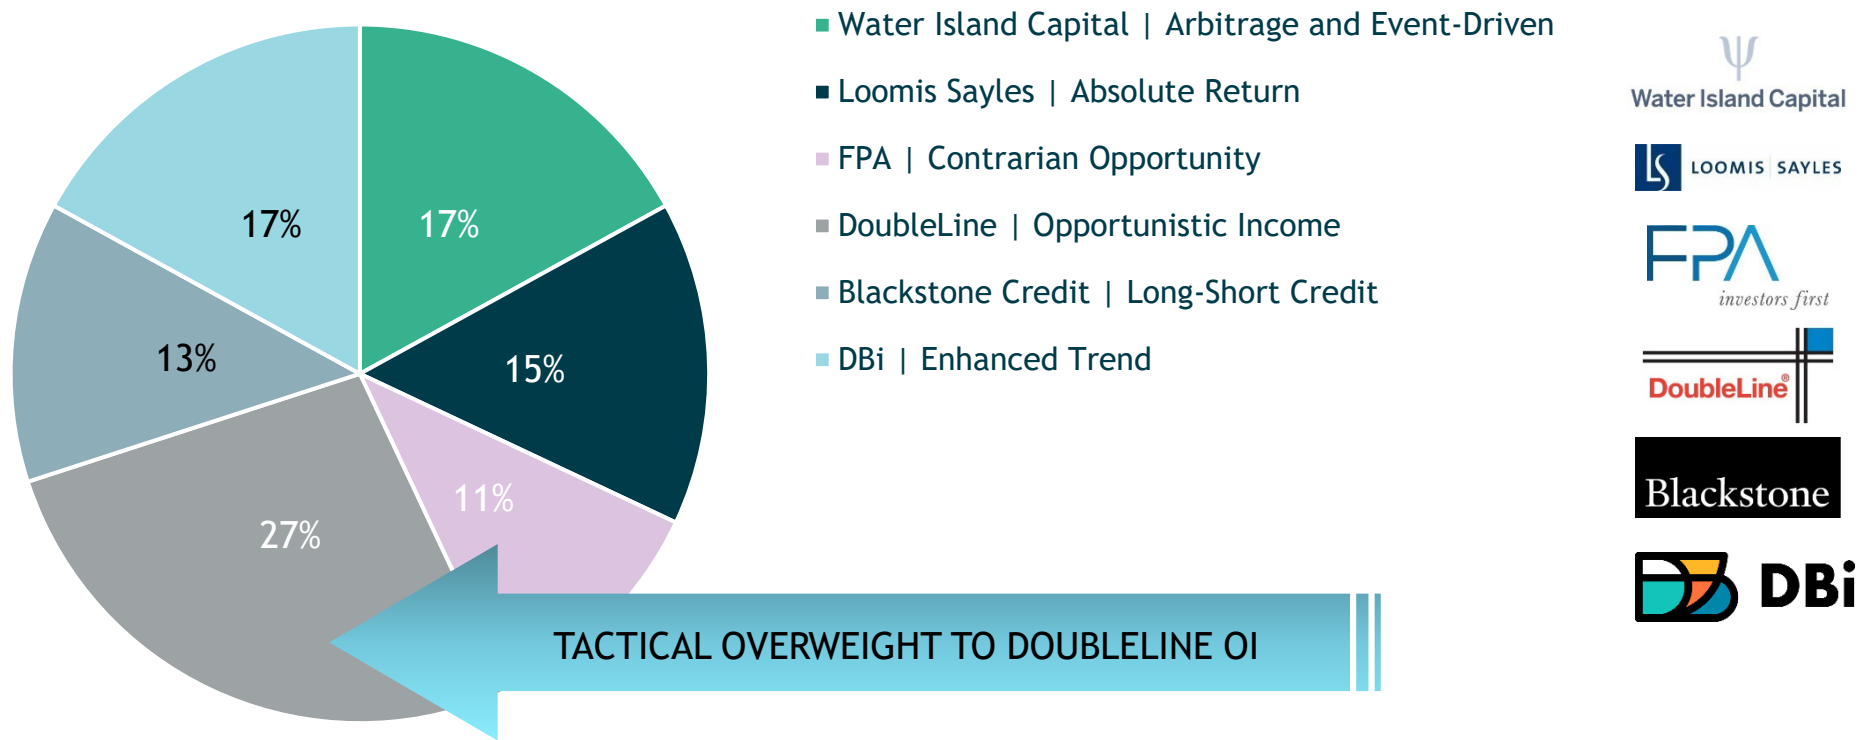 Water Island Capital | Arbitrage and Event-Driven
Loomis Sayles | Absolute Return
FPA | Contrarian Opportunity
DoubleLine | Opportunistic Income
Blackstone Credit | Long-Short Credit
DBi | Enhanced Trend
17%
17%
15%
13%
11%
27%
TACTICAL OVERWEIGHT TO DOUBLELINE OI
ψ
Water Island Capital
LS LOOMIS | SAYLES
FPA
investors first
DoubleLine®
Blackstone
DBi